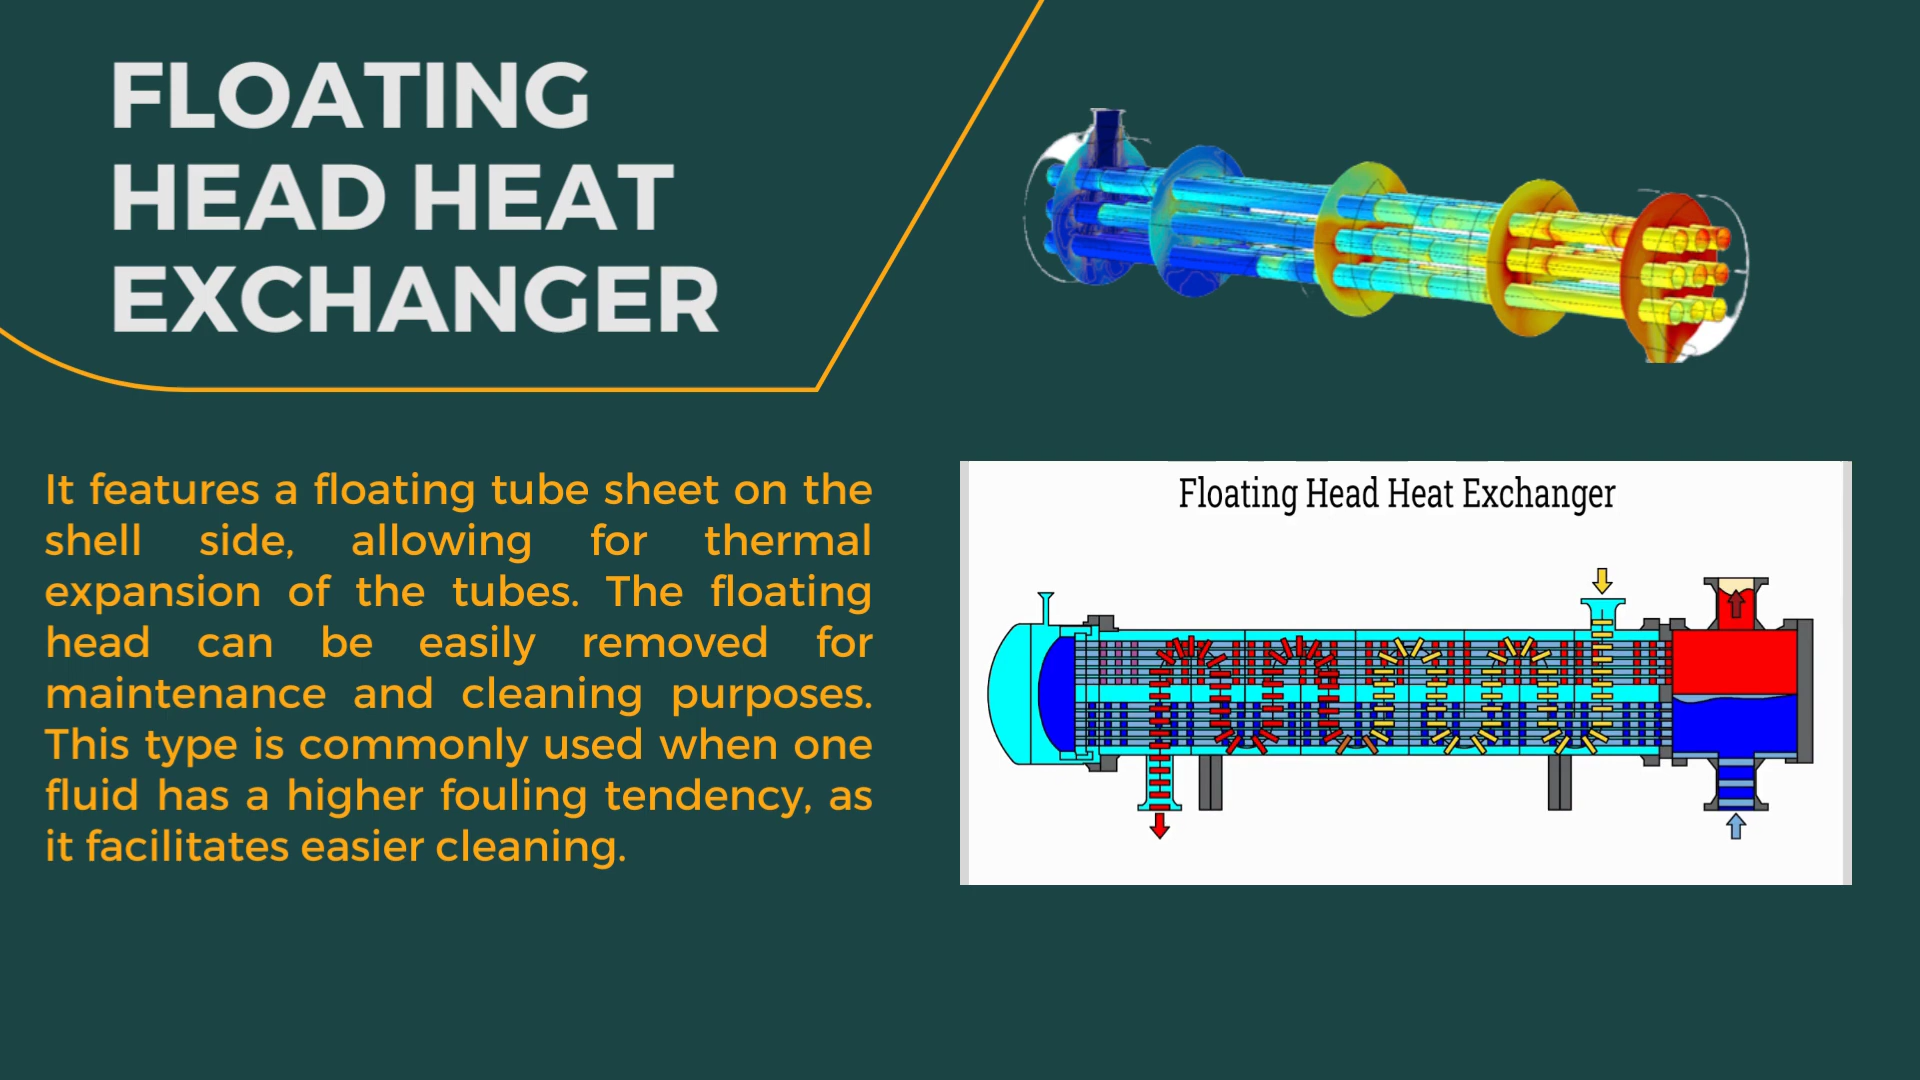 FLOATING
HEAD HEAT
EXCHANGER
It features a floating tube sheet on the
shell side, allowing for thermal
expansion of the tubes. The floating
head can be easily removed for
maintenance and cleaning purposes.
This type is commonly used when one
fluid has a higher fouling tendency, as
it facilitates easier cleaning.
Floating Head Heat Exchanger